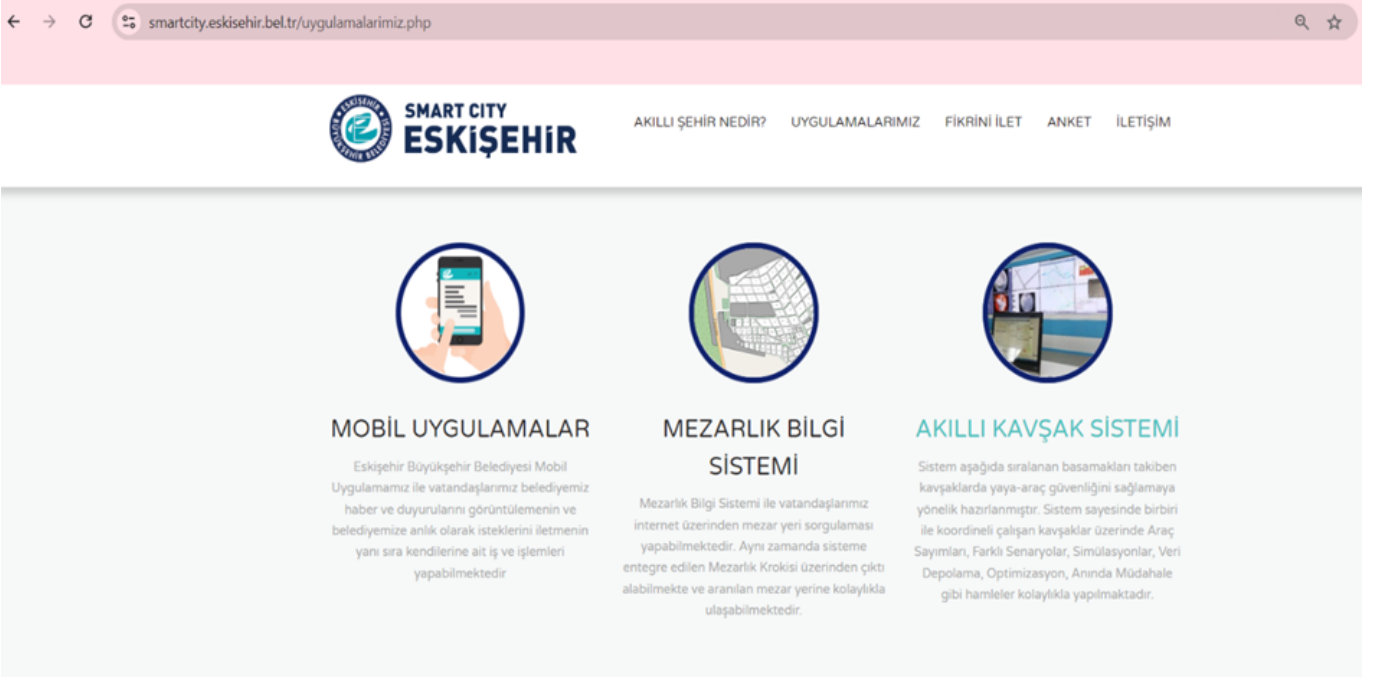 smartcity.eskisehir.bel.tr/uygulamalarimiz.php
SMART CITY
ESKİŞEHİR
AKILLI ŞEHİR NEDİR? UYGULAMALARIMIZ FİKRİNİ İLET ANKET İLETİŞİM
MOBİL UYGULAMALAR
Eskişehir Büyükşehir Belediyesi Mobil
Uygulamamız ile vatandaşlarımız belediyemiz
haber ve duyurularını görüntülemenin ve
belediyemize anlık olarak isteklerini iletmenin
yanı sıra kendilerine ait iş ve işlemleri
yapabilmektedir
MEZARLIK BİLGİ
SİSTEMİ
Mezarlık Bilgi Sistemi ile vatandaşlarımız
internet üzerinden mezar yeri sorgulaması
yapabilmektedir. Aynı zamanda sisteme
entegre edilen Mezarlık Krokisi üzerinden çıktı
alabilmekte ve aranılan mezar yerine kolaylıkla
ulaşabilmektedir.
AKILLI KAVŞAK SİSTEMİ
Sistem aşağıda sıralanan basamakları takiben
kavşaklarda yaya-araç güvenliğini sağlamaya
yönelik hazırlanmıştır. Sistem sayesinde birbiri
ile koordineli çalışan kavşaklar üzerinde Araç
Sayımları, Farklı Senaryolar, Simülasyonlar, Veri
Depolama, Optimizasyon, Anında Müdahale
gibi hamleler kolaylıkla yapılmaktadır.